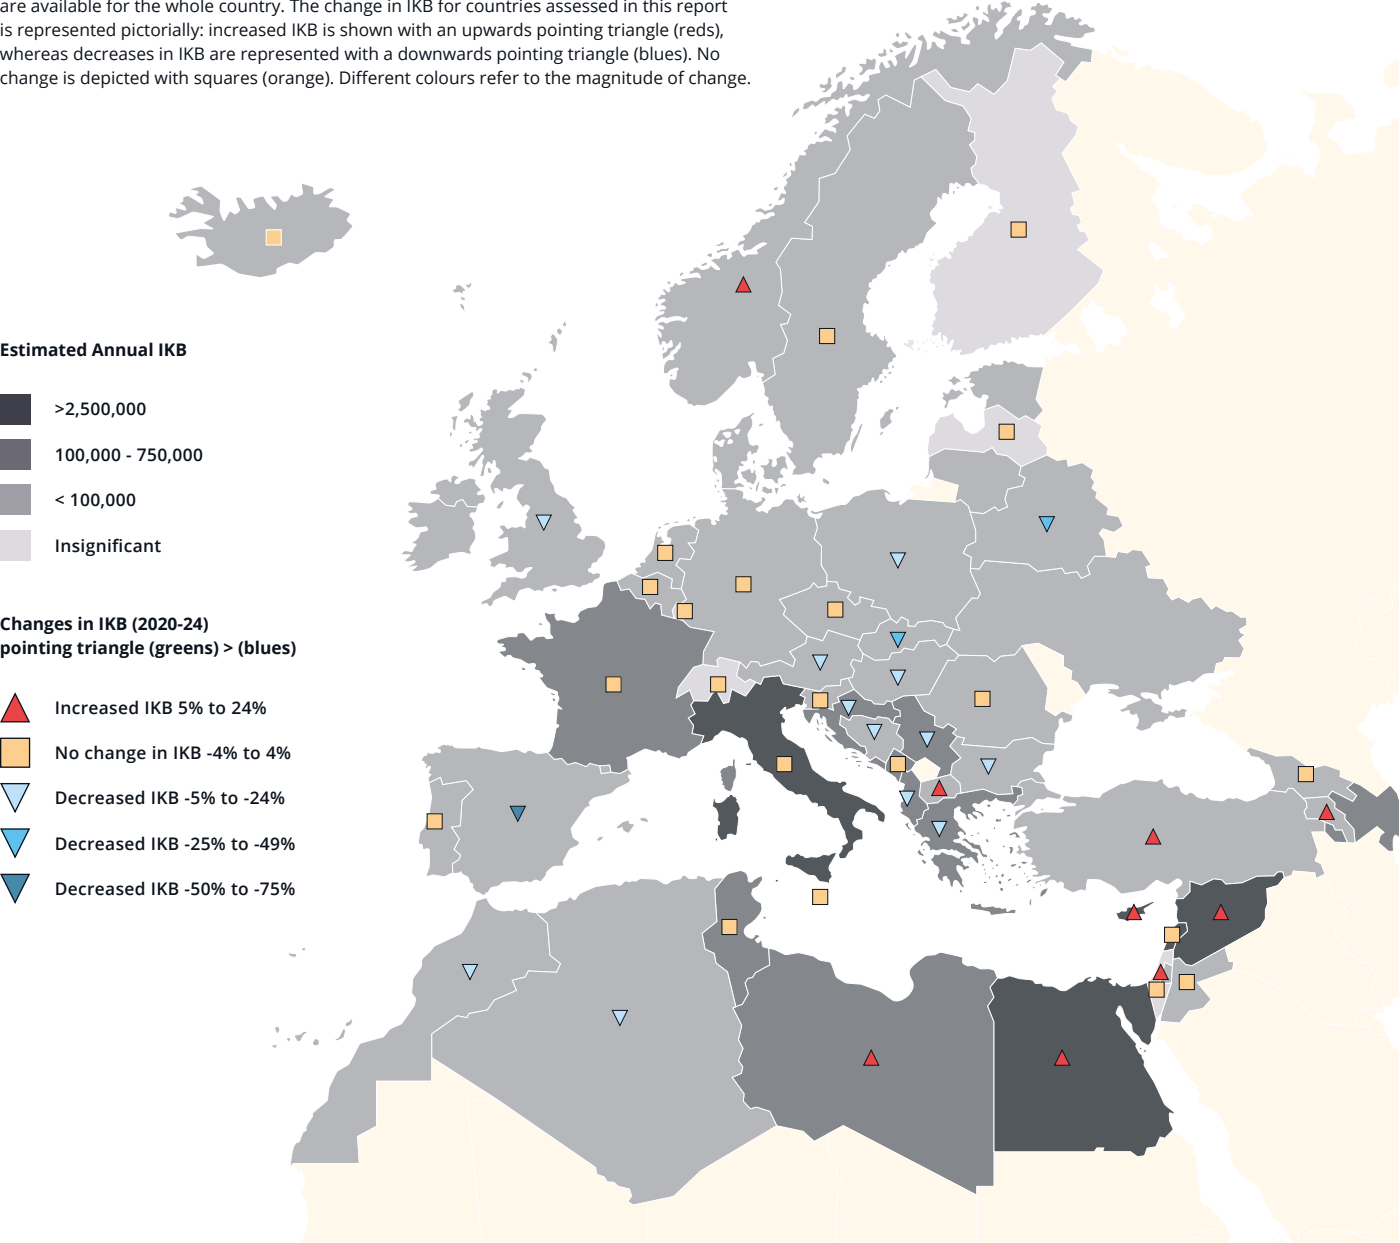 are available for the whole country. The change in IKB for countries assessed in this report
is represented pictorially: increased IKB is shown with an upwards pointing triangle (reds),
whereas decreases in IKB are represented with a downwards pointing triangle (blues). No
change is depicted with squares (orange). Different colours refer to the magnitude of change.
Estimated Annual IKB
>2,500,000
100,000 - 750,000
< 100,000
Insignificant
Changes in IKB (2020-24)
pointing triangle (greens) > (blues)
Increased IKB 5% to 24%
No change in IKB -4% to 4%
Decreased IKB -5% to -24%
Decreased IKB -25% to -49%
Decreased IKB -50% to -75%